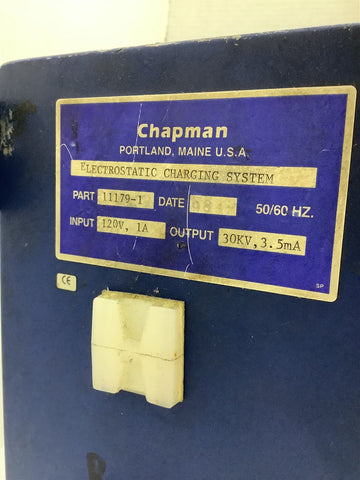 Chapman
PORTLAND, MAINE U.S.A.
ELECTROSTATIC CHARGING SYSTEM
PART 11179-1 DATE 50/60 HZ.
INPUT 120V, 1A OUTPUT 30KV, 3.5mA
CE
SP